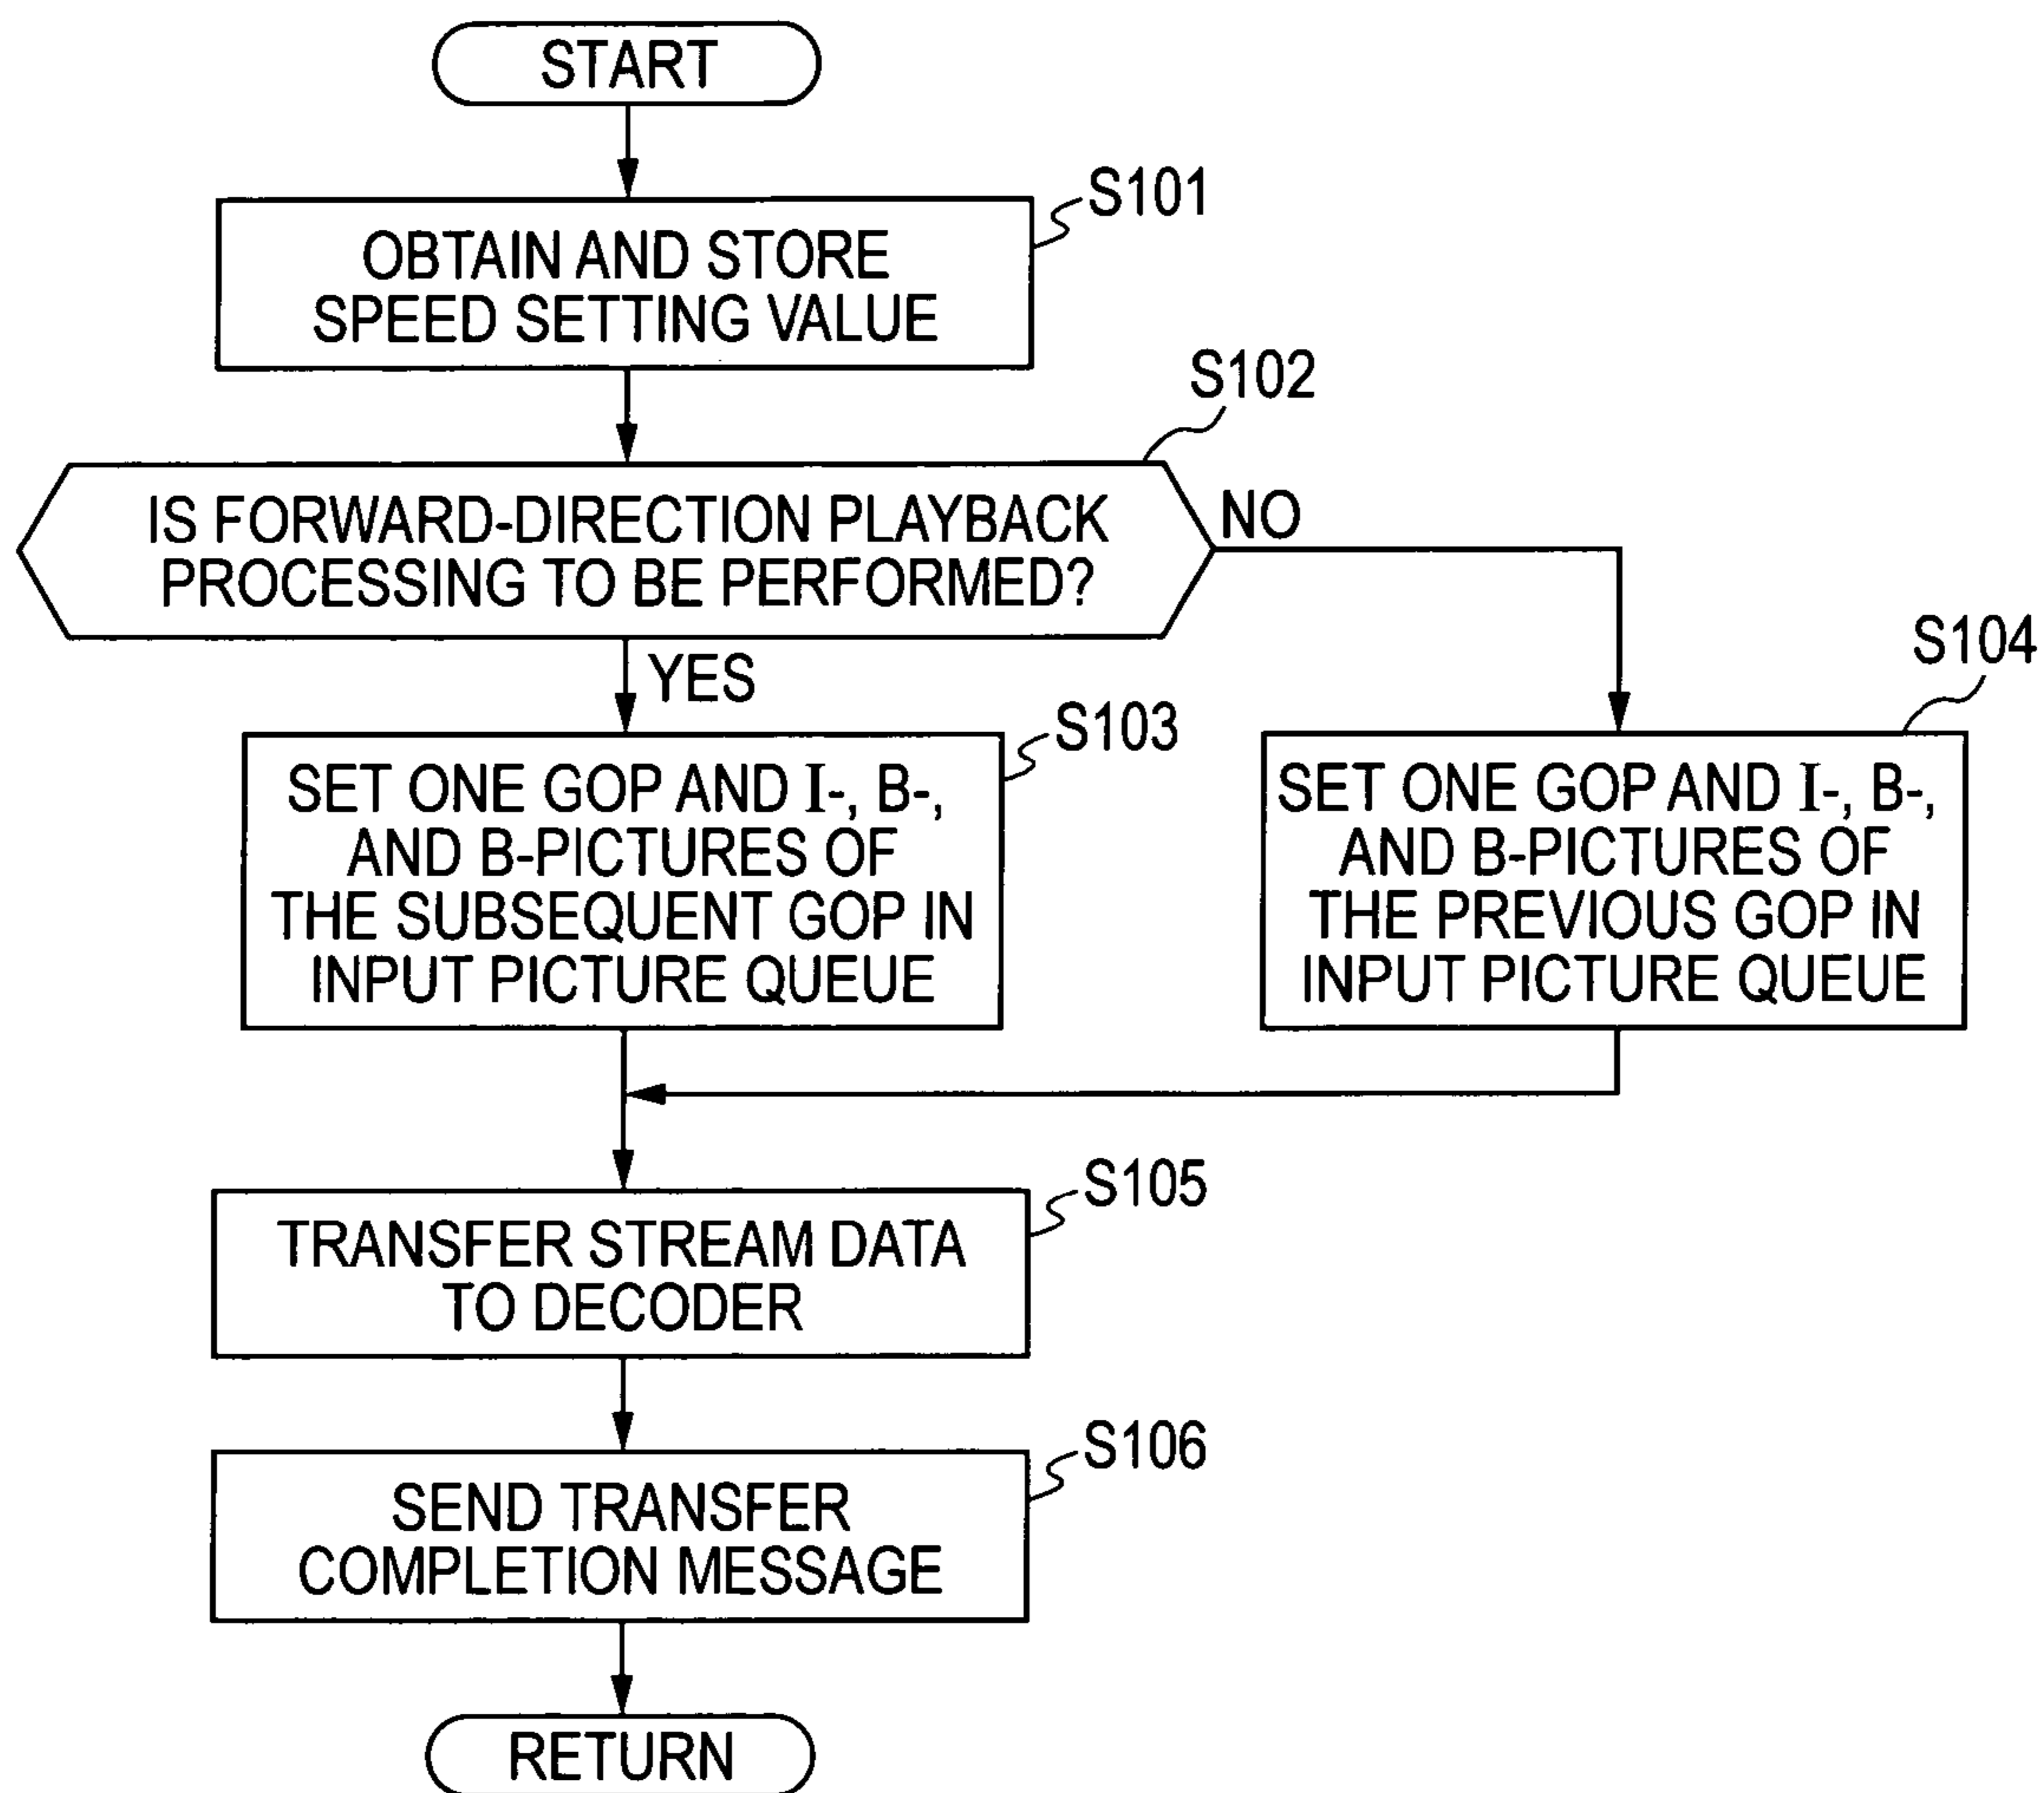 START
S101
OBTAIN AND STORE
SPEED SETTING VALUE
S102
IS FORWARD-DIRECTION PLAYBACK
PROCESSING TO BE PERFORMED?
NO
YES
S103
SET ONE GOP AND I-, B-,
AND B-PICTURES OF
THE SUBSEQUENT GOP IN
INPUT PICTURE QUEUE
S104
SET ONE GOP AND I-, B-,
AND B-PICTURES OF
THE PREVIOUS GOP IN
INPUT PICTURE QUEUE
S105
TRANSFER STREAM DATA
TO DECODER
S106
SEND TRANSFER
COMPLETION MESSAGE
RETURN